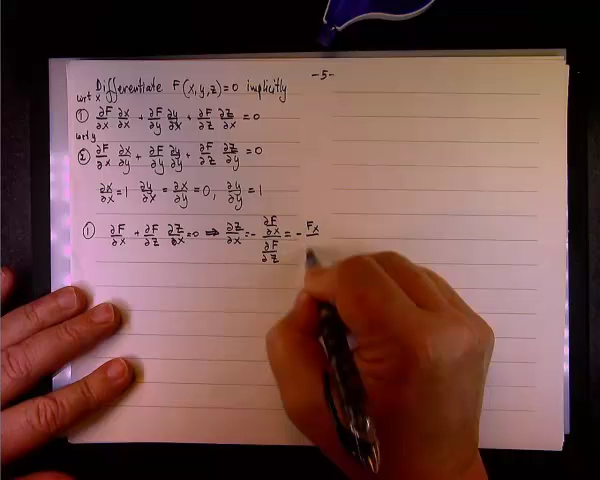 -5-
Differentiate F(x,y,z)=0 implicitly
wrt x
① ∂F/∂x ∂x/∂x + ∂F/∂y ∂y/∂x + ∂F/∂z ∂z/∂x = 0
wrt y
② ∂F/∂x ∂x/∂y + ∂F/∂y ∂y/∂y + ∂F/∂z ∂z/∂y = 0
∂x/∂x = 1 ∂y/∂x = ∂x/∂y = 0, ∂y/∂y = 1
① ∂F/∂x + ∂F/∂z ∂z/∂x = 0 ⇒ ∂z/∂x = - (∂F/∂x)/(∂F/∂z) = - Fx/